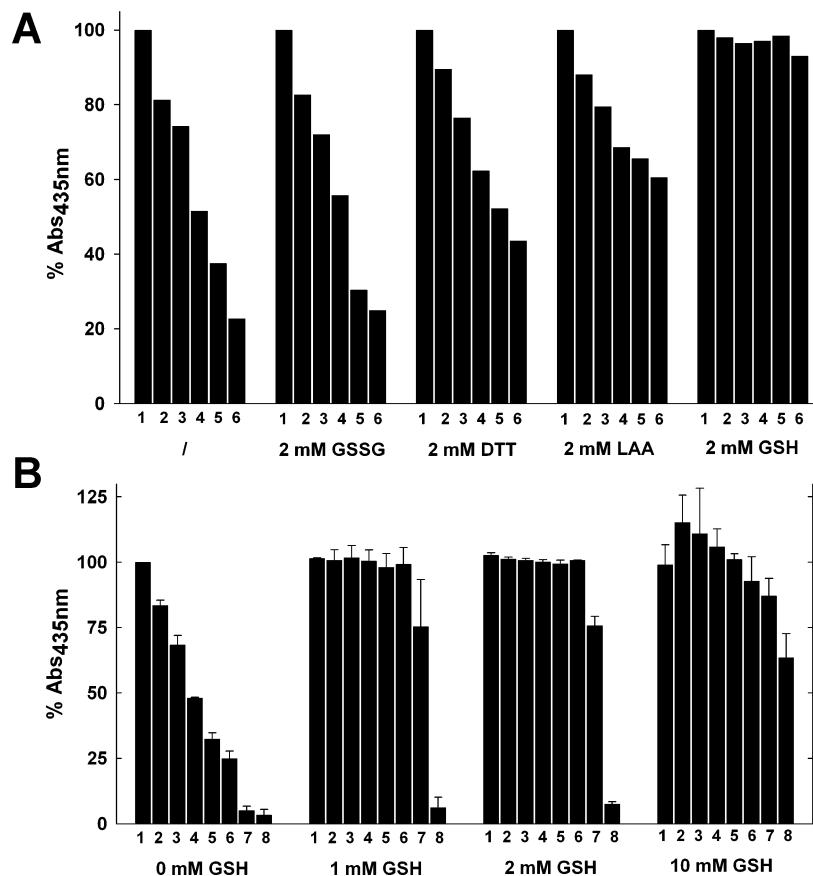 A
% Abs435nm
100
80
60
40
20
0
1 2 3 4 5 6 1 2 3 4 5 6 1 2 3 4 5 6 1 2 3 4 5 6 1 2 3 4 5 6
/ 2 mM GSSG 2 mM DTT 2 mM LAA 2 mM GSH
B
% Abs435nm
125
100
75
50
25
0
1 2 3 4 5 6 7 8 1 2 3 4 5 6 7 8 1 2 3 4 5 6 7 8 1 2 3 4 5 6 7 8
0 mM GSH 1 mM GSH 2 mM GSH 10 mM GSH